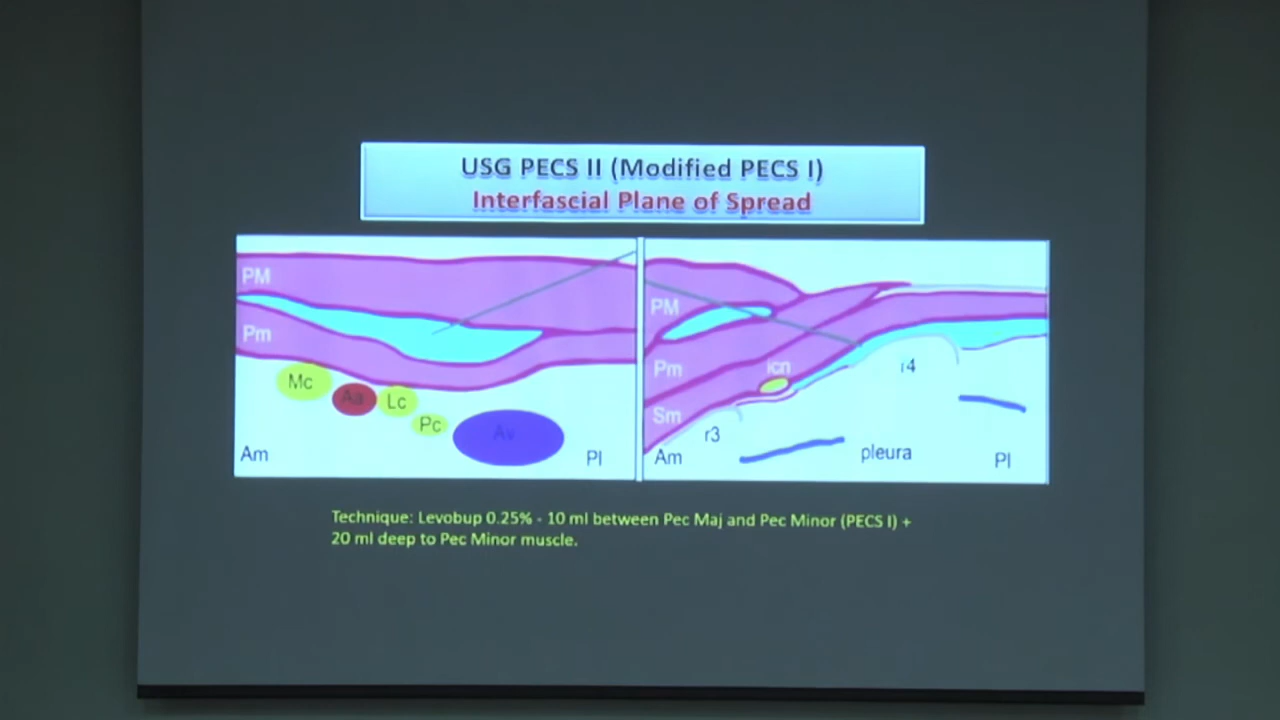 USG PECS II (Modified PECS I)
Interfascial Plane of Spread
PM
Pm
Mc
Aa
Lc
Pc
Av
Am
Pl
PM
Pm
icn
r4
Sm
r3
Am
pleura
Pl
Technique: Levobup 0.25% - 10 ml between Pec Maj and Pec Minor (PECS I) +
20 ml deep to Pec Minor muscle.